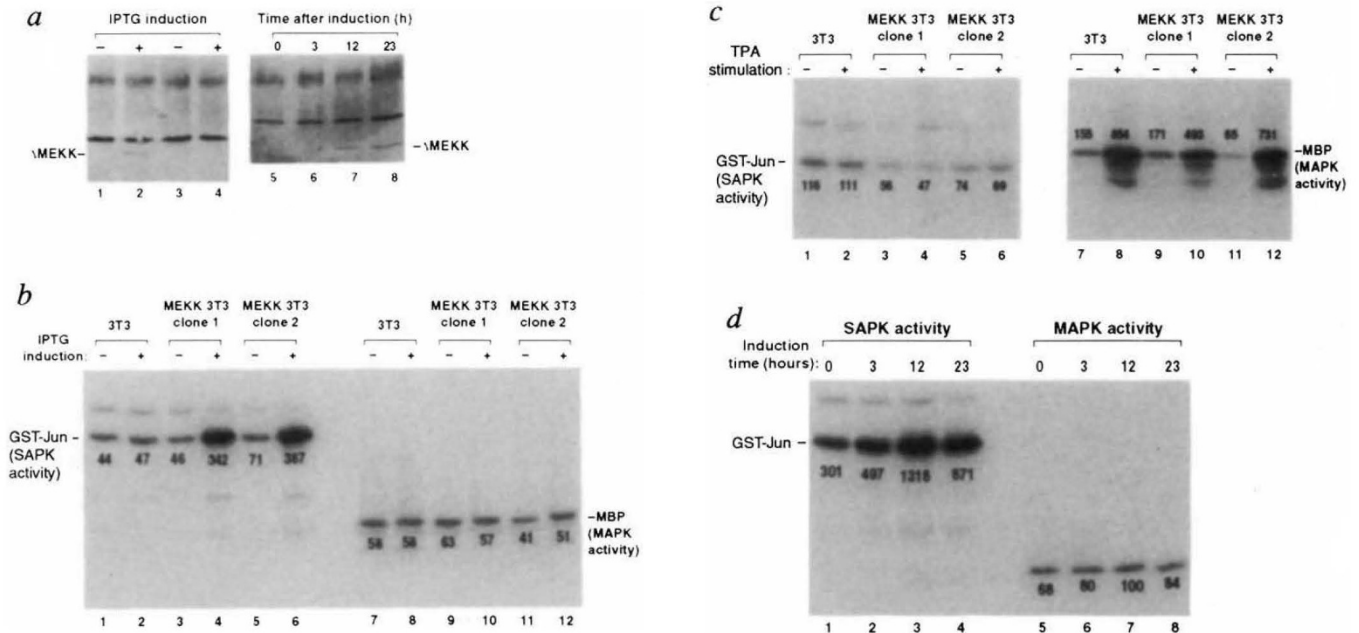 a
IPTG induction
Time after induction (h)
– + – +
0 3 12 23
\MEKK–
–\MEKK
1 2 3 4
5 6 7 8
b
MEKK 3T3 MEKK 3T3
3T3 clone 1 clone 2
MEKK 3T3 MEKK 3T3
3T3 clone 1 clone 2
IPTG
induction:
– + – + – +
– + – + – +
GST-Jun –
(SAPK
activity)
44 47 46 342 71 387
–MBP
(MAPK
activity)
58 58 63 57 41 51
1 2 3 4 5 6
7 8 9 10 11 12
c
MEKK 3T3 MEKK 3T3
3T3 clone 1 clone 2
MEKK 3T3 MEKK 3T3
3T3 clone 1 clone 2
TPA
stimulation :
– + – + – +
– + – + – +
GST-Jun –
(SAPK
activity)
116 111 56 47 74 69
155 856 171 493 65 731
–MBP
(MAPK
activity)
1 2 3 4 5 6
7 8 9 10 11 12
d
SAPK activity
MAPK activity
Induction
time (hours):
0 3 12 23
0 3 12 23
GST-Jun –
301 497 1316 671
68 80 100 84
1 2 3 4
5 6 7 8